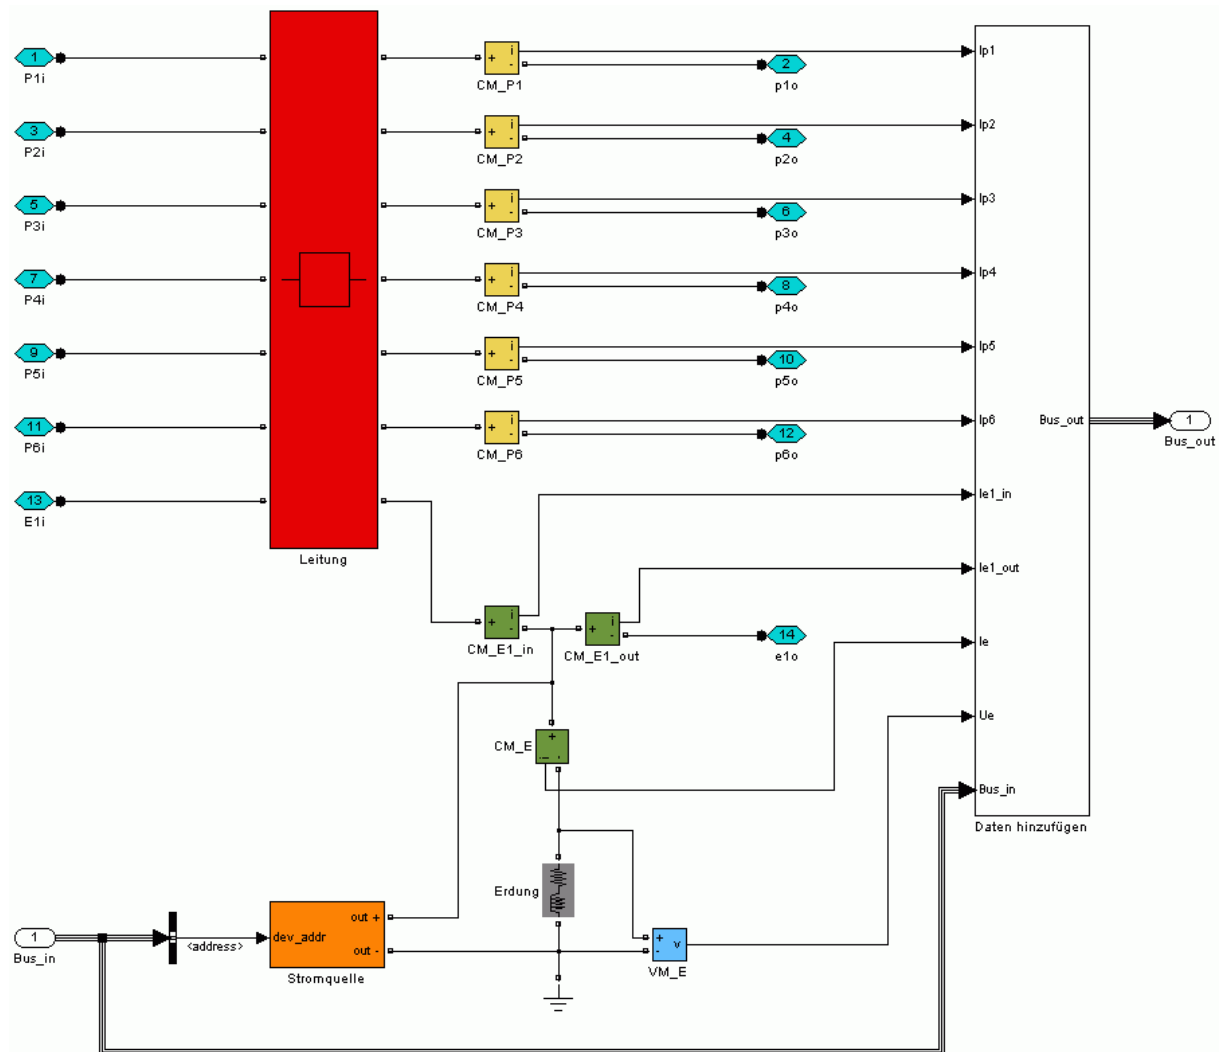 1
P1i
3
P2i
5
P3i
7
P4i
9
P5i
11
P6i
13
E1i
Leitung
+ i -
CM_P1
2
p1o
+ i -
CM_P2
4
p2o
+ i -
CM_P3
6
p3o
+ i -
CM_P4
8
p4o
+ i -
CM_P5
10
p5o
+ i -
CM_P6
12
p6o
+ i -
CM_E1_in
+ i -
CM_E1_out
14
e1o
CM_E
+
Erdung
1
Bus_in
<address>
dev_addr
out +
out -
Stromquelle
+ v -
VM_E
Ip1
Ip2
Ip3
Ip4
Ip5
Ip6
Ie1_in
Ie1_out
Ie
Ue
Bus_in
Bus_out
Daten hinzufügen
1
Bus_out